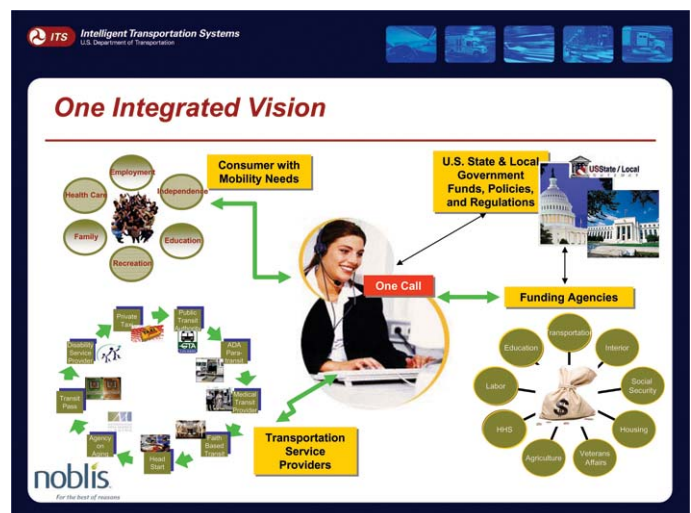 ITS
Intelligent Transportation Systems
U.S. Department of Transportation
One Integrated Vision
Consumer with
Mobility Needs
Employment
Independence
Education
Recreation
Family
Health Care
U.S. State & Local
Government
Funds, Policies,
and Regulations
USState / Local
One Call
Funding Agencies
Transportation
Interior
Social
Security
Housing
Veterans
Affairs
Agriculture
HHS
Labor
Education
$
Private
Taxi
Public
Transit
Authority
ADA
Para-
transit
Medical
Transit
Provider
Faith
Based
Transit
Head
Start
Agency
on
Aging
Transit
Pass
Disability
Service
Provider
TAXI
GTA
Transportation
Service
Providers
noblis
For the best of reasons